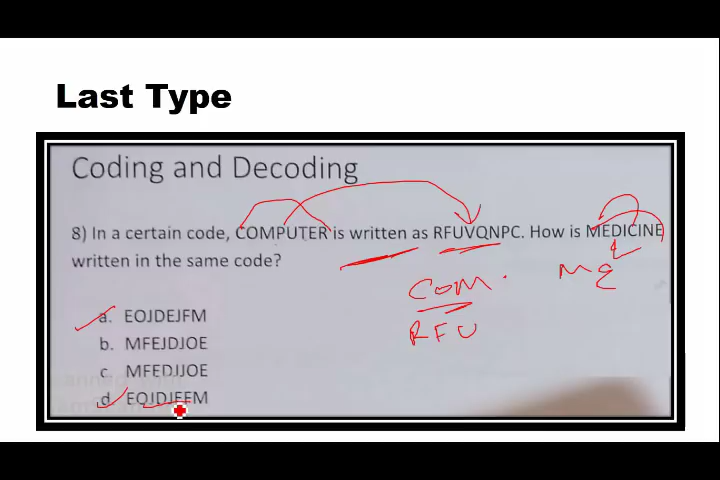 Last Type
Coding and Decoding
8) In a certain code, COMPUTER is written as RFUVQNPC. How is MEDICINE
written in the same code?
COM.
ME
RFU
a. EOJDEJFM
b. MFEJDJOE
c. MFEDJJOE
d. EOJDJFEM